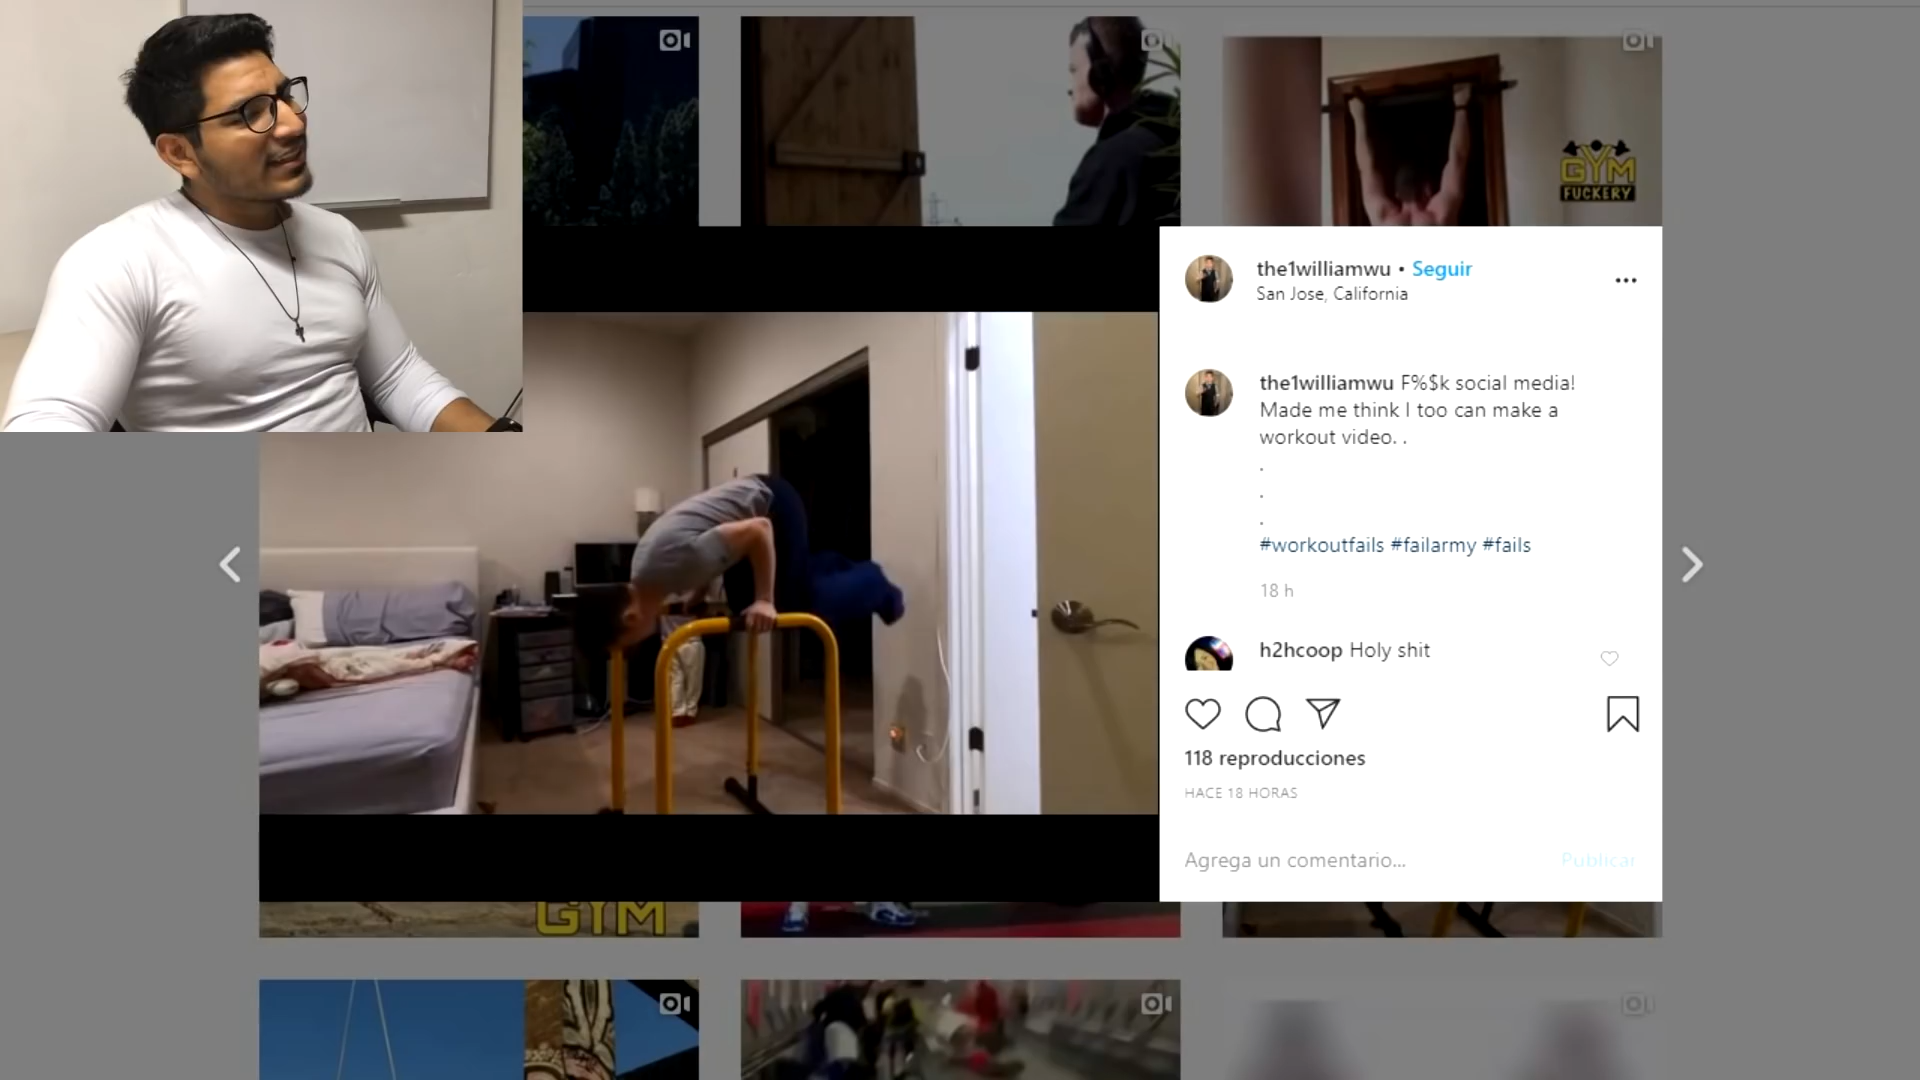 GYM
FUCKERY
the1williamwu • Seguir
San Jose, California
the1williamwu F%$k social media!
Made me think I too can make a
workout video. .
.
.
.
#workoutfails #failarmy #fails
18 h
h2hcoop Holy shit
118 reproducciones
HACE 18 HORAS
Agrega un comentario...
Publicar
GYM